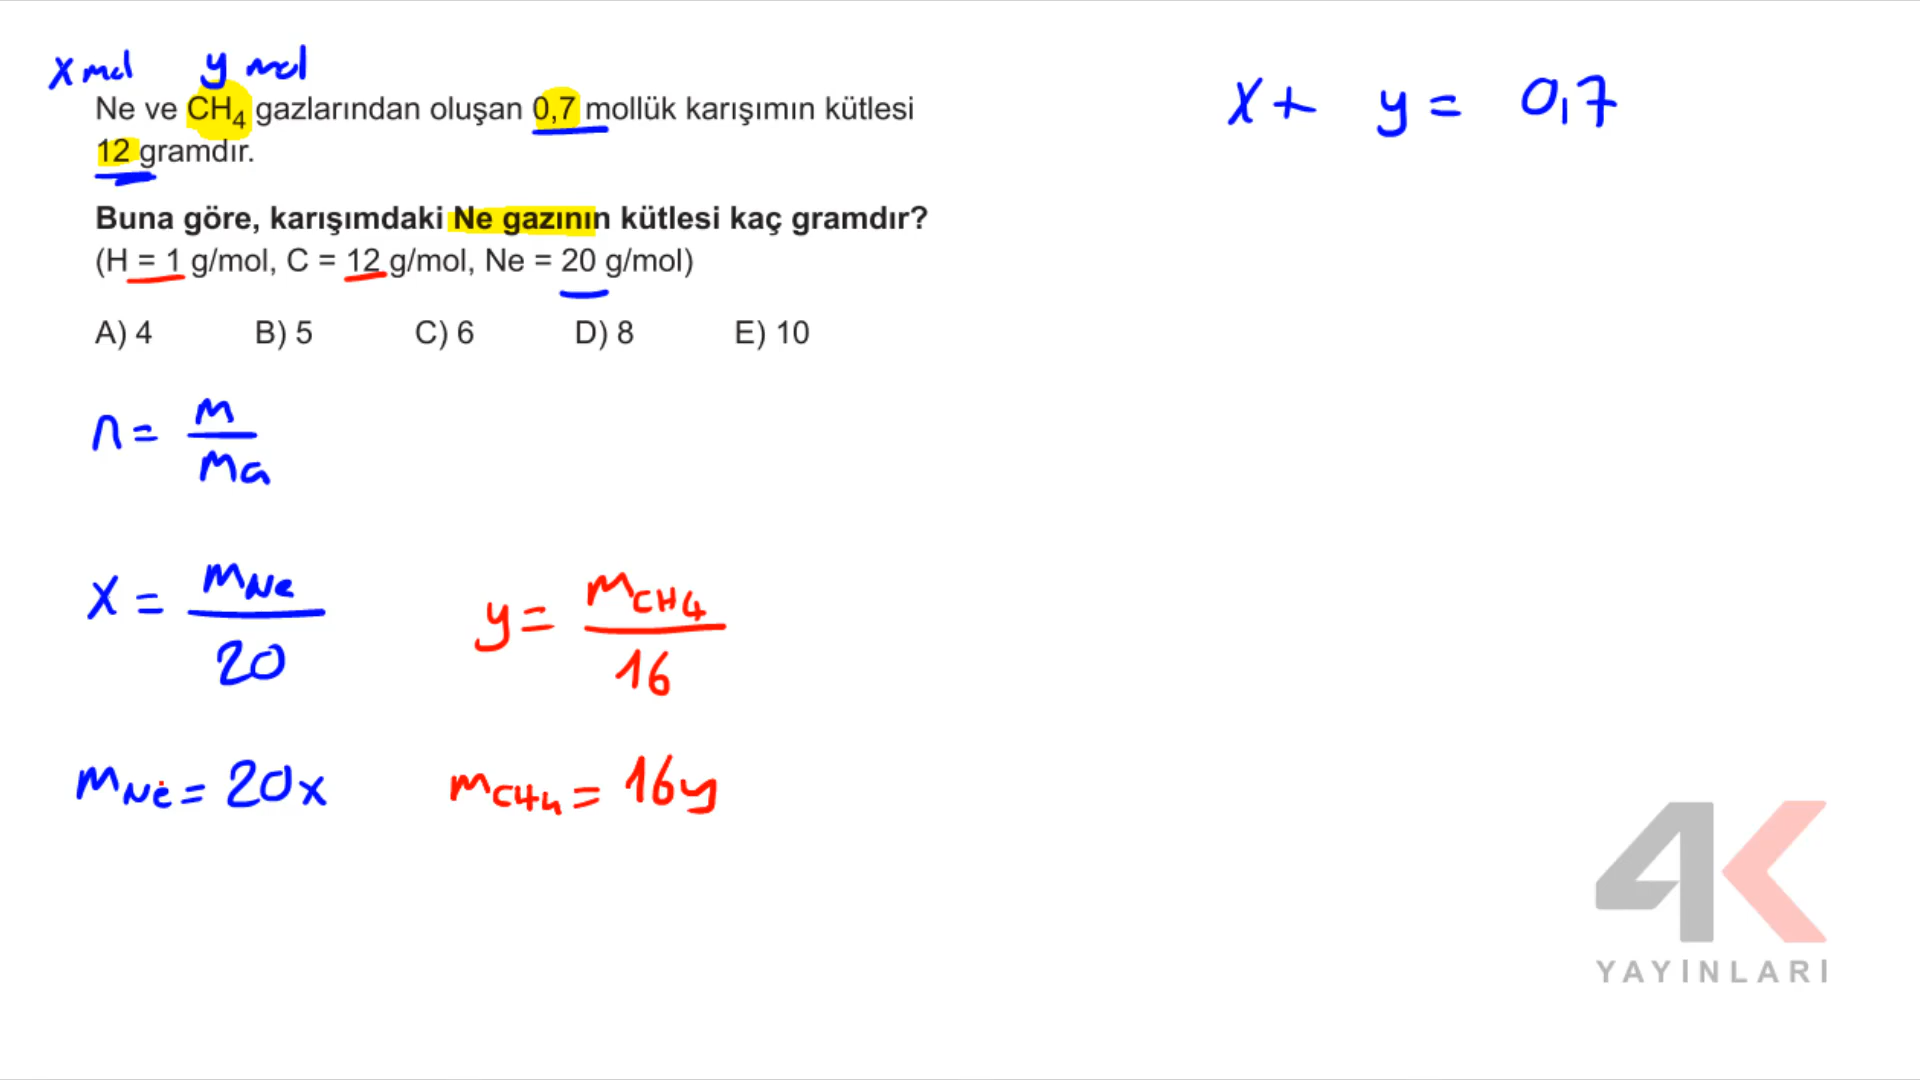 x mol y mol
x + y = 0,7
Ne ve CH₄ gazlarından oluşan 0,7 mollük karışımın kütlesi
12 gramdır.
Buna göre, karışımdaki Ne gazının kütlesi kaç gramdır?
(H = 1 g/mol, C = 12 g/mol, Ne = 20 g/mol)
A) 4 B) 5 C) 6 D) 8 E) 10
n = m
Ma
x = mNe
20
y = mCH4
16
mNe = 20x mCH4 = 16y
4K
YAYINLARI